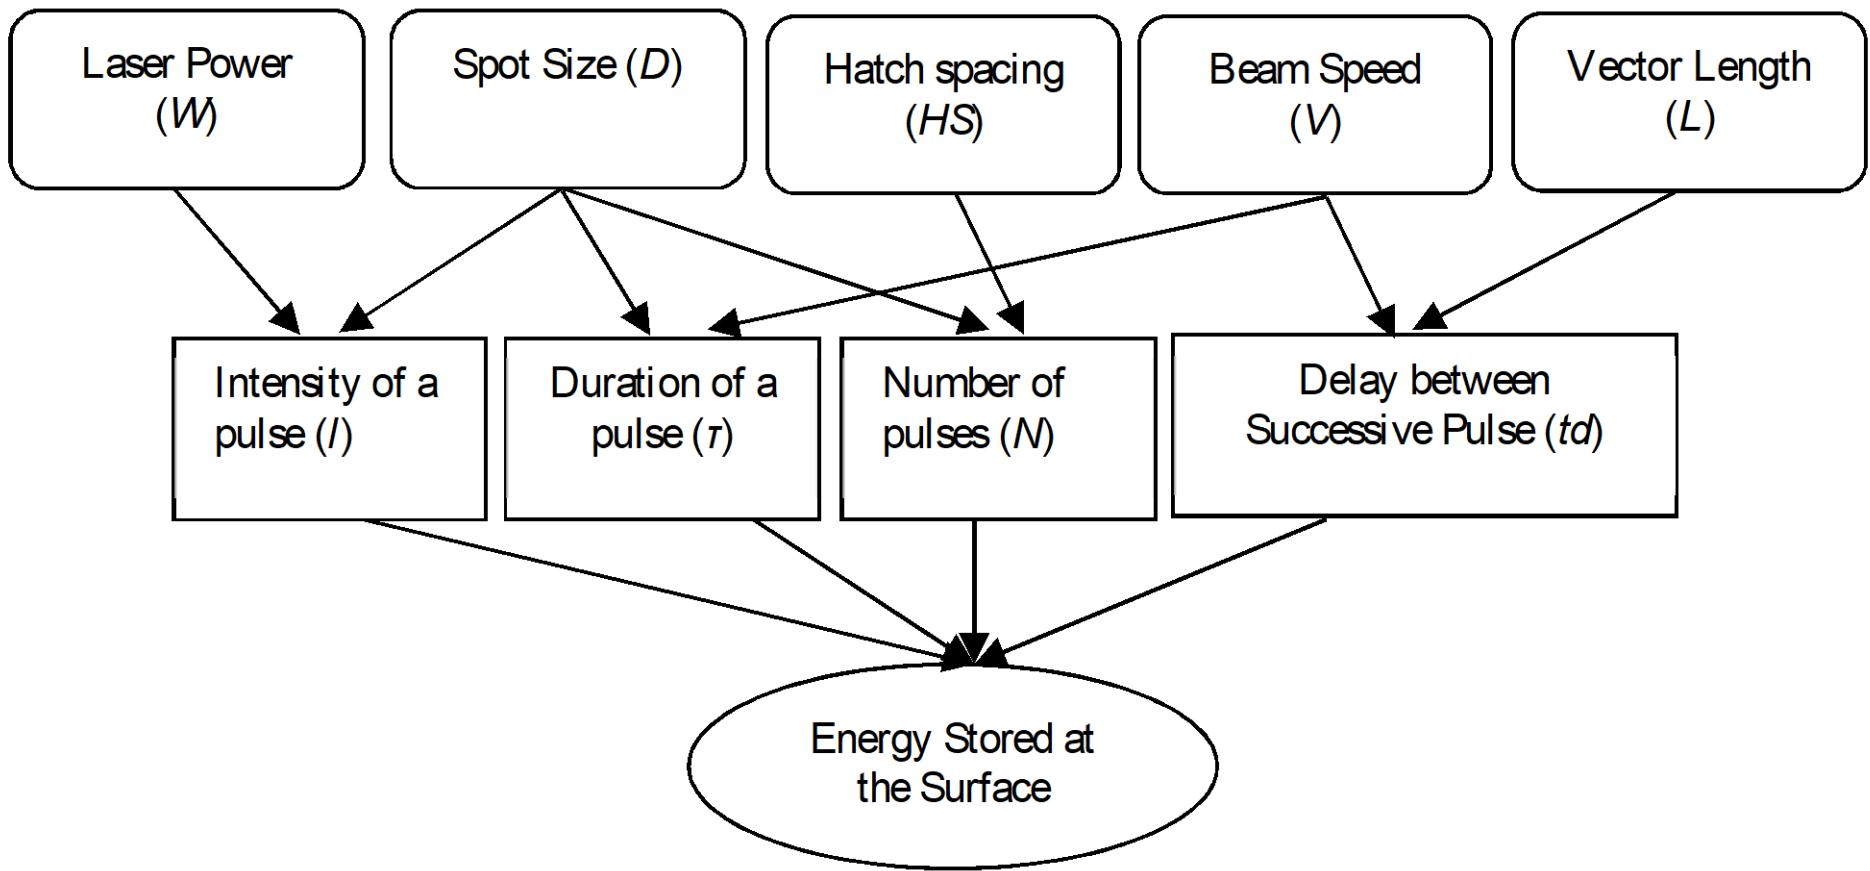 Laser Power
(W)
Spot Size (D)
Hatch spacing
(HS)
Beam Speed
(V)
Vector Length
(L)
Intensity of a
pulse (I)
Duration of a
pulse (τ)
Number of
pulses (N)
Delay between
Successive Pulse (td)
Energy Stored at
the Surface